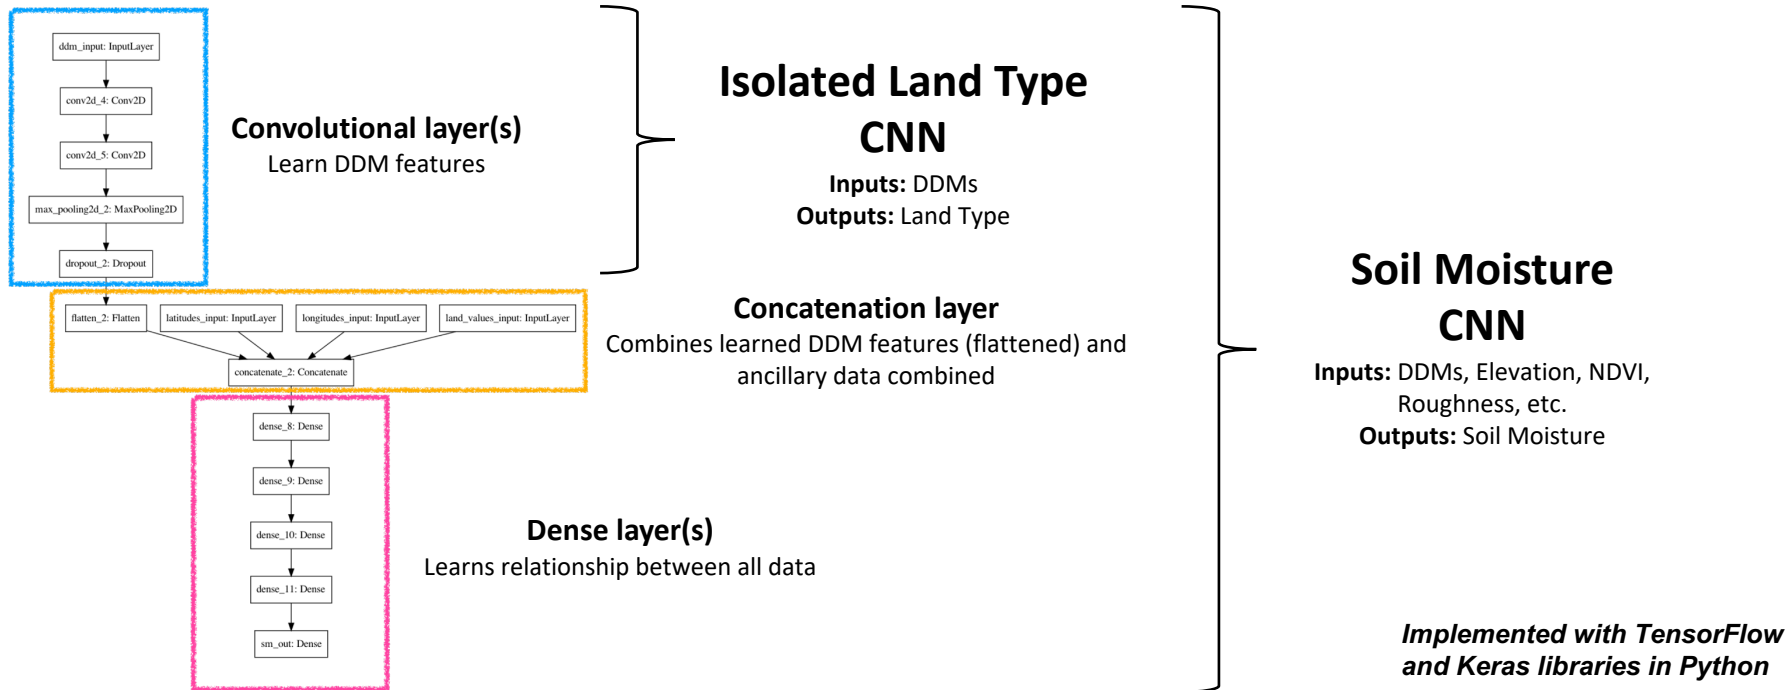 ddm_input: InputLayer
conv2d_4: Conv2D
conv2d_5: Conv2D
max_pooling2d_2: MaxPooling2D
dropout_2: Dropout
Convolutional layer(s)
Learn DDM features
Isolated Land Type
CNN
Inputs: DDMs
Outputs: Land Type
flatten_2: Flatten
latitudes_input: InputLayer
longitudes_input: InputLayer
land_values_input: InputLayer
concatenate_2: Concatenate
Concatenation layer
Combines learned DDM features (flattened) and
ancillary data combined
dense_8: Dense
dense_9: Dense
dense_10: Dense
dense_11: Dense
sm_out: Dense
Dense layer(s)
Learns relationship between all data
Soil Moisture
CNN
Inputs: DDMs, Elevation, NDVI,
Roughness, etc.
Outputs: Soil Moisture
Implemented with TensorFlow
and Keras libraries in Python